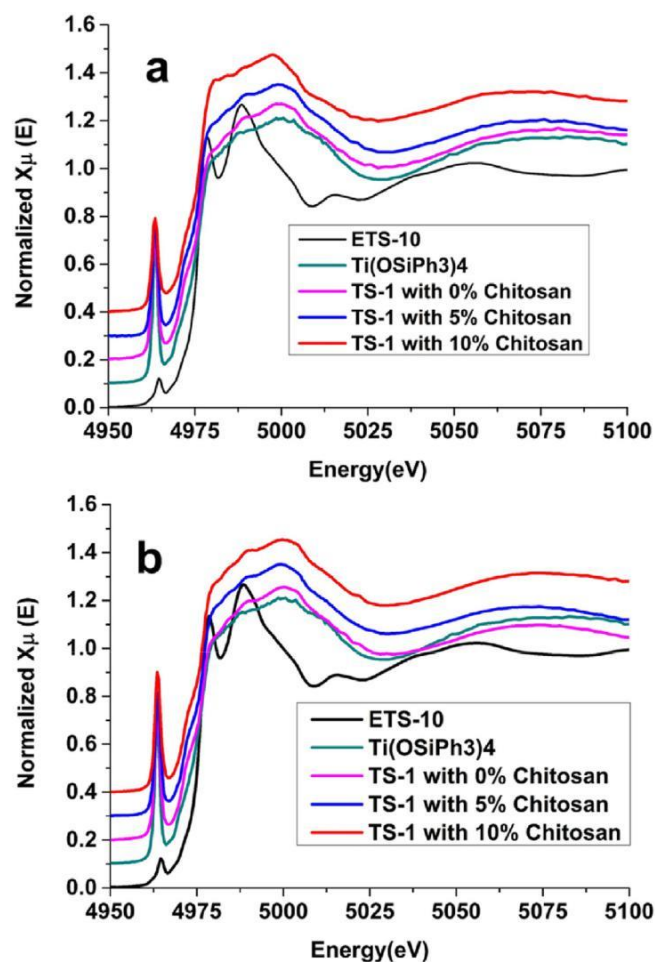 a
1.6
1.4
1.2
1.0
0.8
0.6
0.4
0.2
0.0
Normalized Xμ (E)
ETS-10
Ti(OSiPh3)4
TS-1 with 0% Chitosan
TS-1 with 5% Chitosan
TS-1 with 10% Chitosan
4950 4975 5000 5025 5050 5075 5100
Energy(eV)
b
1.6
1.4
1.2
1.0
0.8
0.6
0.4
0.2
0.0
Normalized Xμ (E)
ETS-10
Ti(OSiPh3)4
TS-1 with 0% Chitosan
TS-1 with 5% Chitosan
TS-1 with 10% Chitosan
4950 4975 5000 5025 5050 5075 5100
Energy(eV)